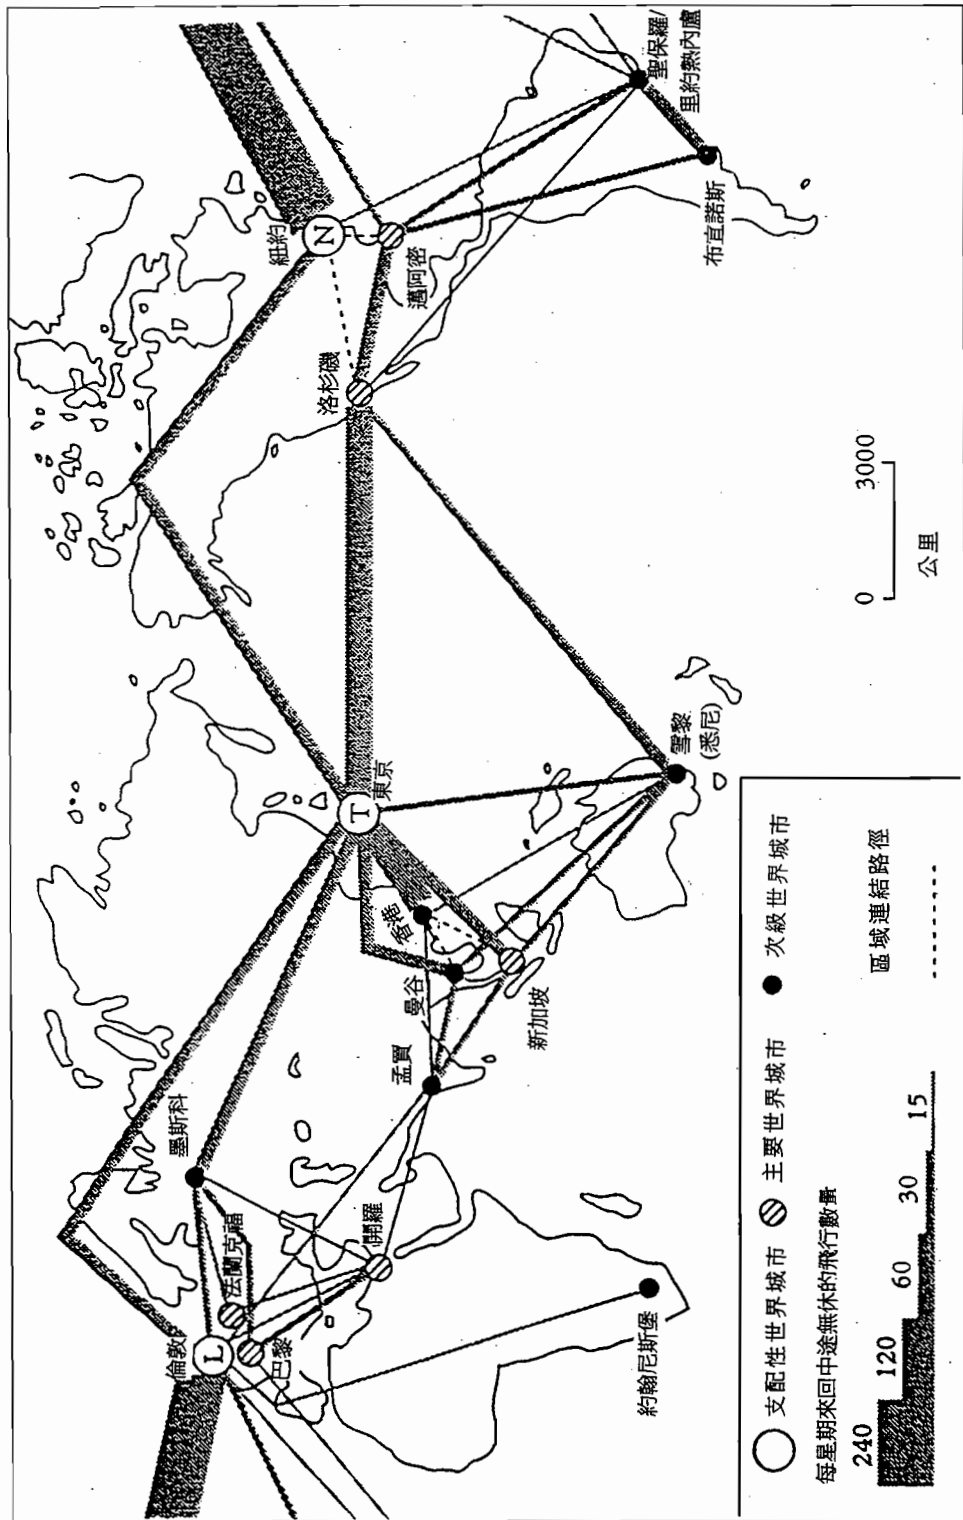 倫敦
L
法蘭克福
巴黎
墨斯科
開羅
約翰尼斯堡
孟買
曼谷
香港
新加坡
T
東京
雪黎
(悉尼)
洛杉磯
紐約
N
邁阿密
聖保羅/
里約熱內盧
布宜諾斯
0 3000
公里
支配性世界城市
主要世界城市
次級世界城市
每星期來回中途無休的飛行數量
240 120 60 30 15
區域連結路徑